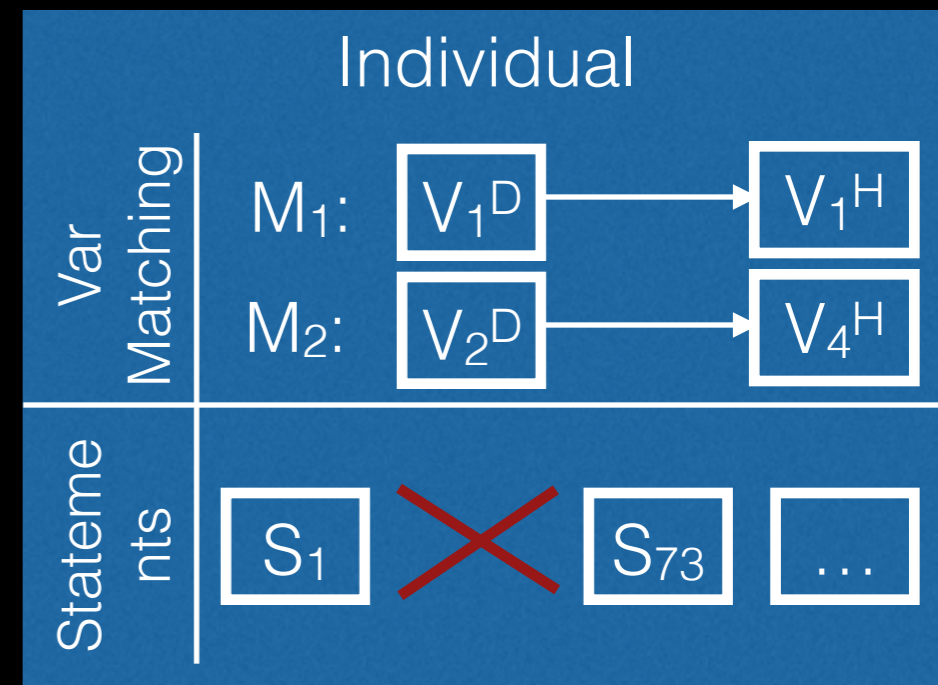 Individual
Var
Matching
M₁: V₁ᴰ V₁ᴴ
M₂: V₂ᴰ V₄ᴴ
Stateme
nts
S₁ S₇₃ ...